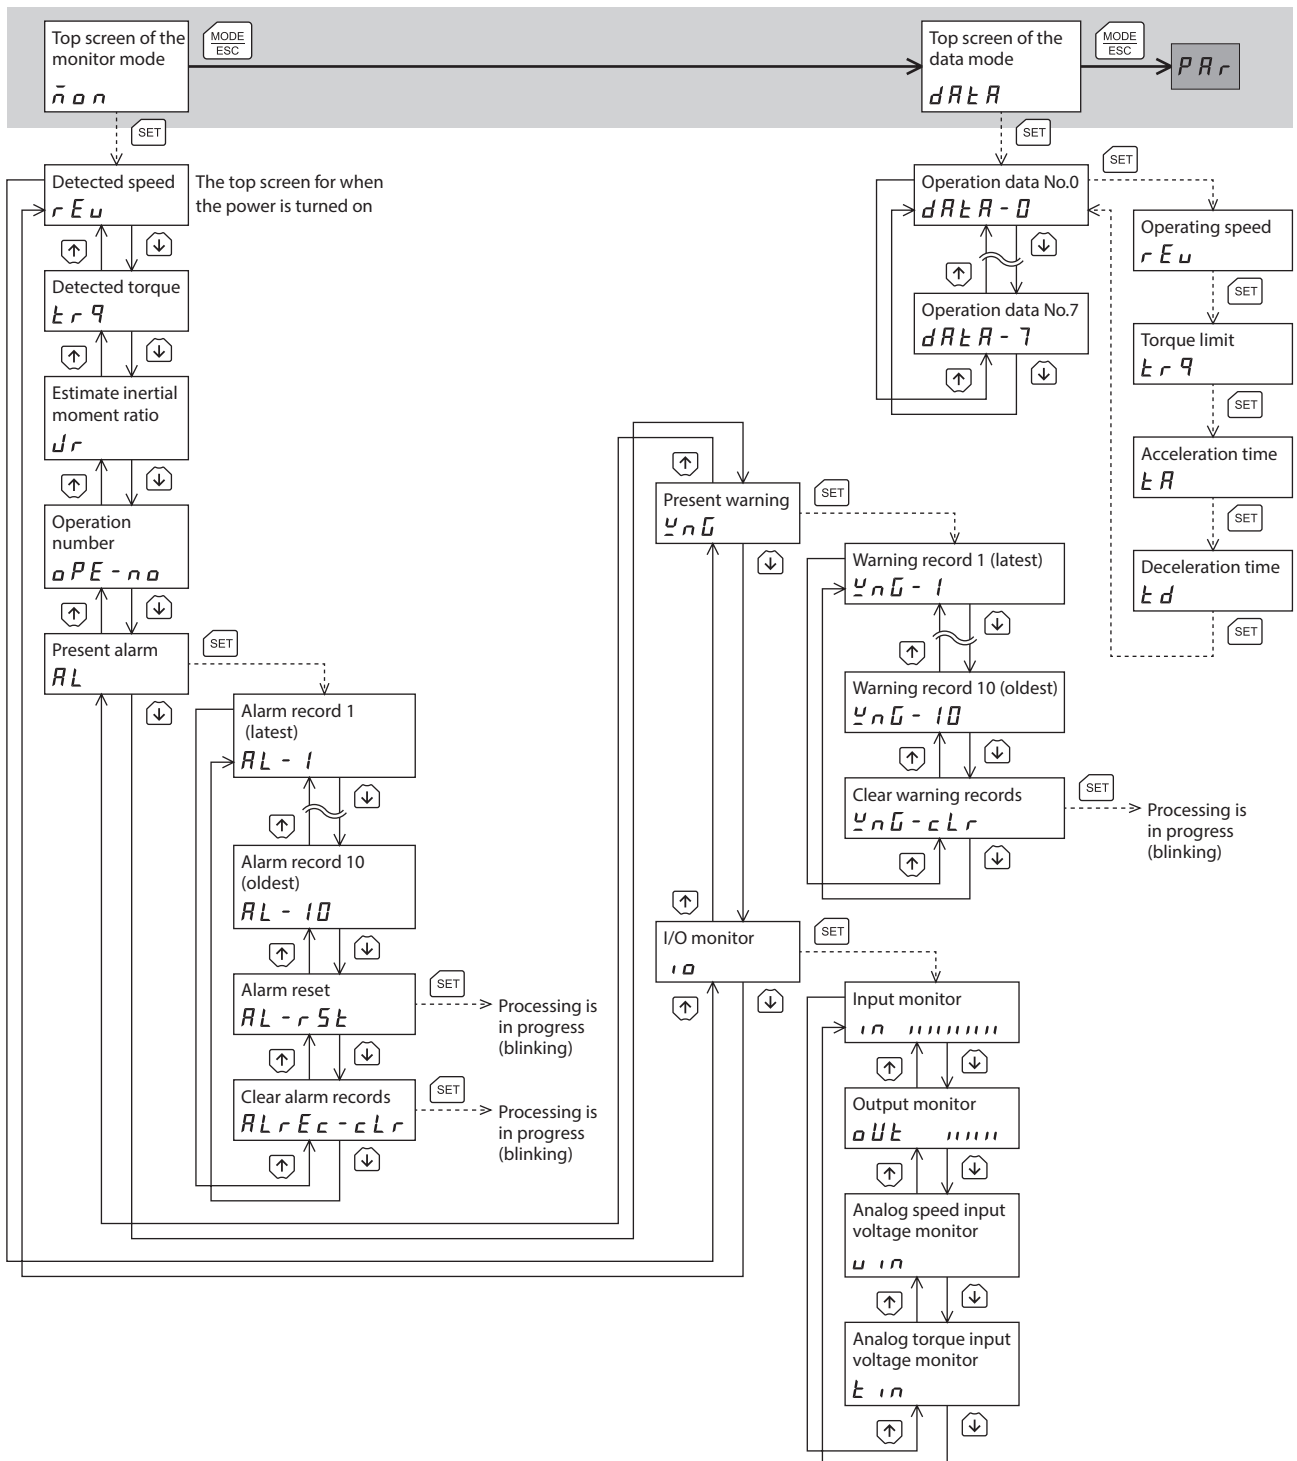 Top screen of the
monitor mode
mon
MODE
ESC
Top screen of the
data mode
dAtA
MODE
ESC
PAr
SET
SET
Detected speed
rEv
The top screen for when
the power is turned on
Detected torque
trq
Estimate inertial
moment ratio
Jr
Operation
number
oPE-no
Present alarm
AL
SET
Alarm record 1
(latest)
AL-1
Alarm record 10
(oldest)
AL-10
Alarm reset
AL-rSt
SET
Processing is
in progress
(blinking)
Clear alarm records
ALrEc-cLr
SET
Processing is
in progress
(blinking)
Present warning
WnG
SET
Warning record 1 (latest)
WnG-1
Warning record 10 (oldest)
WnG-10
Clear warning records
WnG-cLr
SET
Processing is
in progress
(blinking)
I/O monitor
io
SET
Input monitor
in
Output monitor
oUt
Analog speed input
voltage monitor
vin
Analog torque input
voltage monitor
tin
Operation data No.0
dAtA-0
Operation data No.7
dAtA-7
SET
Operating speed
rEv
SET
Torque limit
trq
SET
Acceleration time
tA
SET
Deceleration time
td
SET